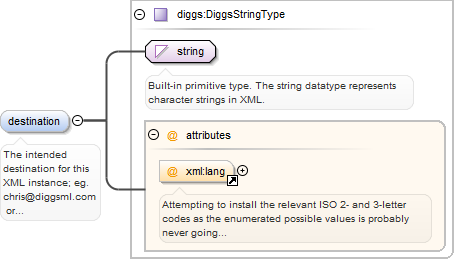 diggs:DiggsStringType
string
Built-in primitive type. The string datatype represents
character strings in XML.
destination
The intended
destination for this
XML instance; eg.
chris@diggsml.com
or...
@ attributes
@ xml:lang
Attempting to install the relevant ISO 2- and 3-letter
codes as the enumerated possible values is probably
never going...